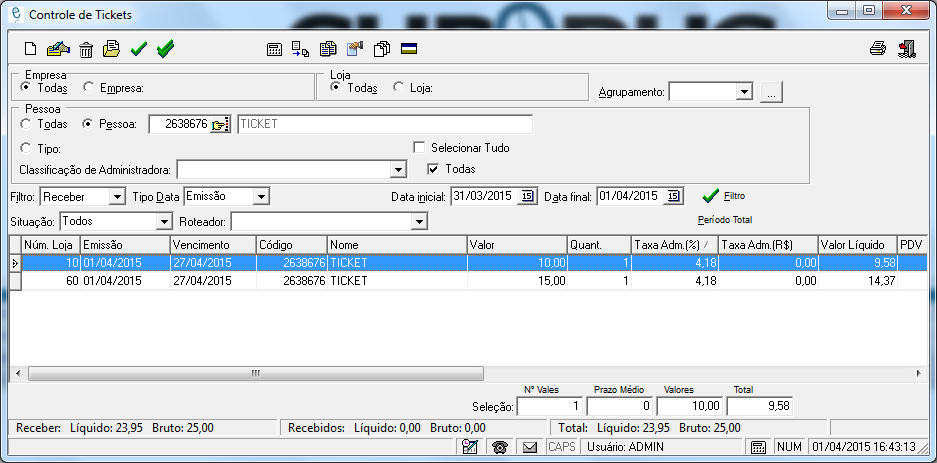 Controle de Tickets
Empresa
Todas Empresa:
Loja
Todas Loja:
Agrupamento: ...
Pessoa
Todas Pessoa: 2638676 TICKET
Tipo: Selecionar Tudo
Classificação de Administradora: Todas
Filtro: Receber Tipo Data Emissão Data inicial: 31/03/2015 15 Data final: 01/04/2015 15 Filtro
Situação: Todos Roteador: Período Total
Núm. Loja Emissão Vencimento Código Nome Valor Quant. Taxa Adm.(%) Taxa Adm.(R$) Valor Líquido PDV
10 01/04/2015 27/04/2015 2638676 TICKET 10,00 1 4,18 0,00 9,58
60 01/04/2015 27/04/2015 2638676 TICKET 15,00 1 4,18 0,00 14,37
Nº Vales Prazo Médio Valores Total
Seleção: 1 0 10,00 9,58
Receber: Líquido: 23,95 Bruto: 25,00 Recebidos: Líquido: 0,00 Bruto: 0,00 Total: Líquido: 23,95 Bruto: 25,00
CAPS Usuário: ADMIN NUM 01/04/2015 16:43:13